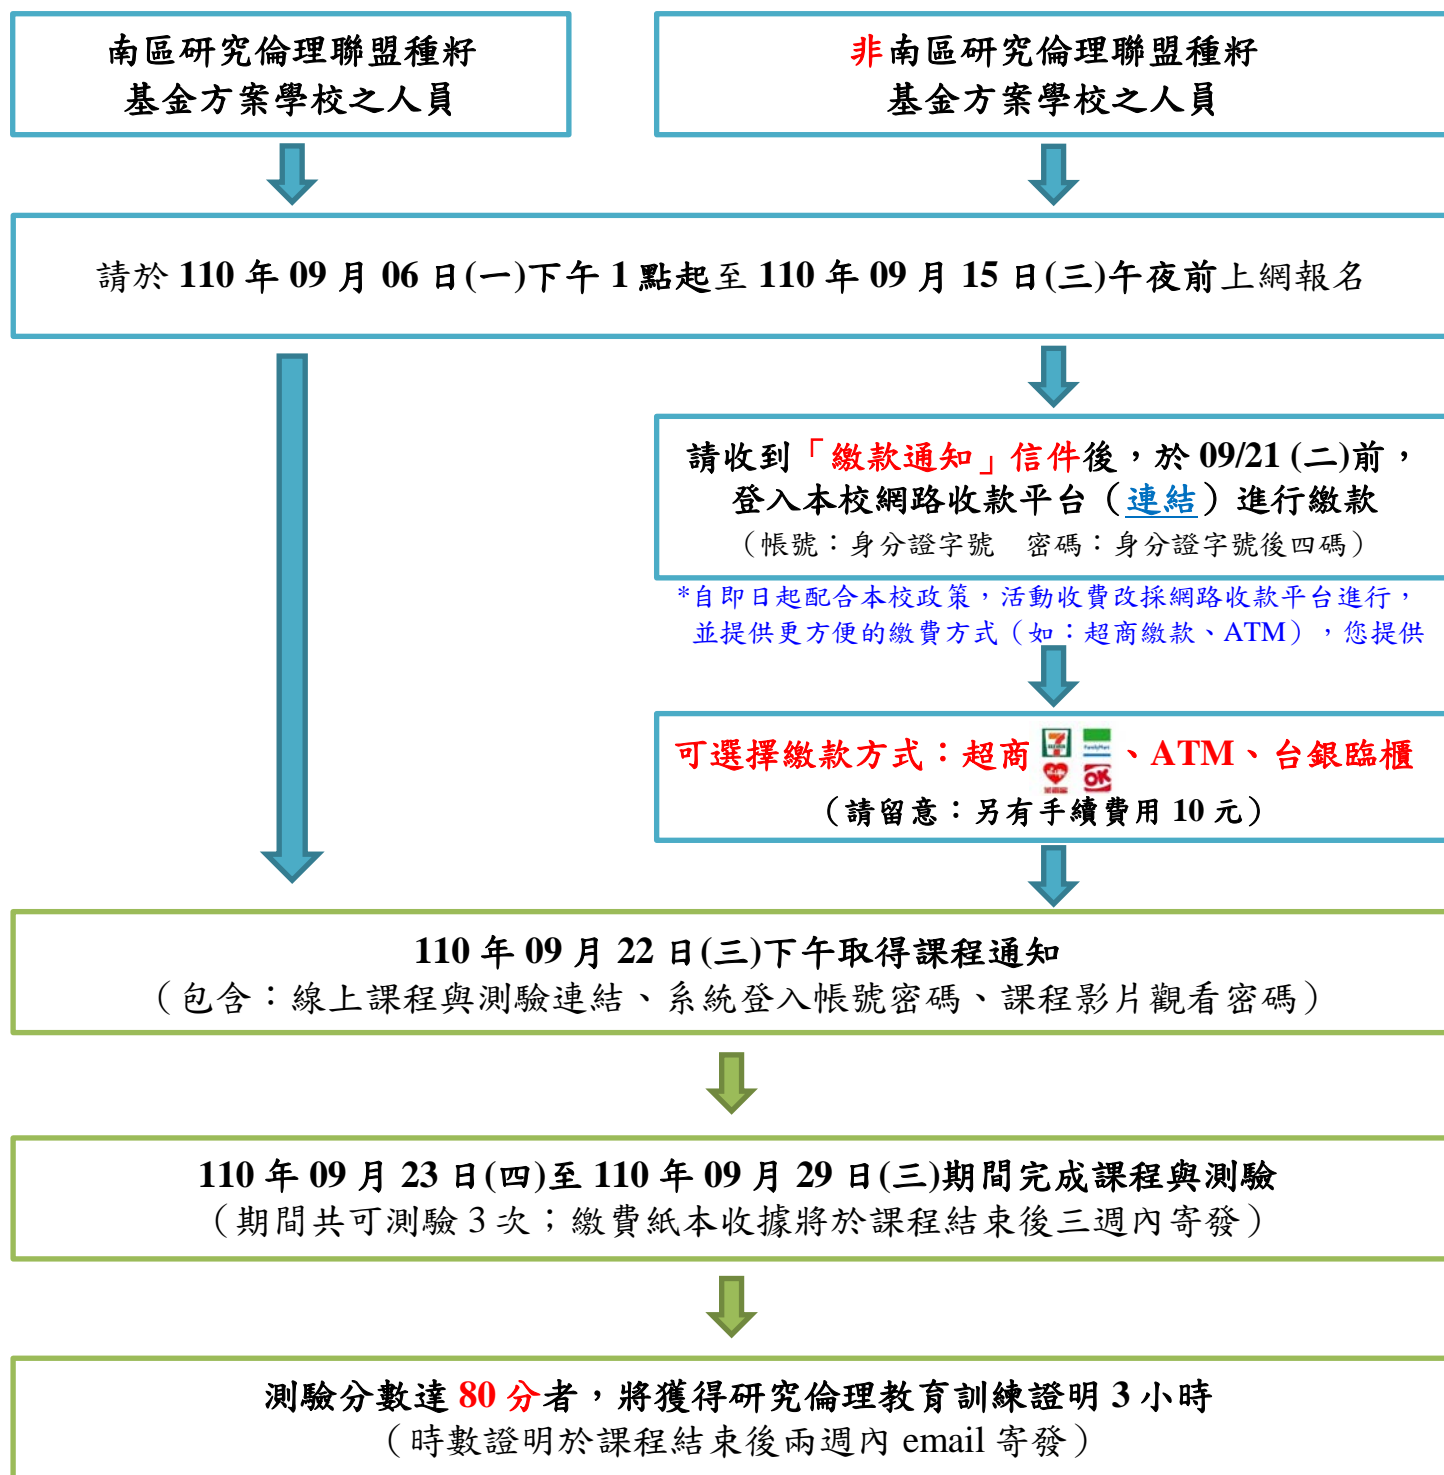 南區研究倫理聯盟種籽
基金方案學校之人員
非南區研究倫理聯盟種籽
基金方案學校之人員
請於 110 年 09 月 06 日(一)下午 1 點起至 110 年 09 月 15 日(三)午夜前上網報名
請收到「繳款通知」信件後，於 09/21 (二)前，
登入本校網路收款平台（連結）進行繳款
（帳號：身分證字號　密碼：身分證字號後四碼）
*自即日起配合本校政策，活動收費改採網路收款平台進行，
並提供更方便的繳費方式（如：超商繳款、ATM），您提供
可選擇繳款方式：超商 7 ELEVEN FamilyMart OK 、ATM、台銀臨櫃
（請留意：另有手續費用 10 元）
110 年 09 月 22 日(三)下午取得課程通知
（包含：線上課程與測驗連結、系統登入帳號密碼、課程影片觀看密碼）
110 年 09 月 23 日(四)至 110 年 09 月 29 日(三)期間完成課程與測驗
（期間共可測驗 3 次；繳費紙本收據將於課程結束後三週內寄發）
測驗分數達 80 分者，將獲得研究倫理教育訓練證明 3 小時
（時數證明於課程結束後兩週內 email 寄發）